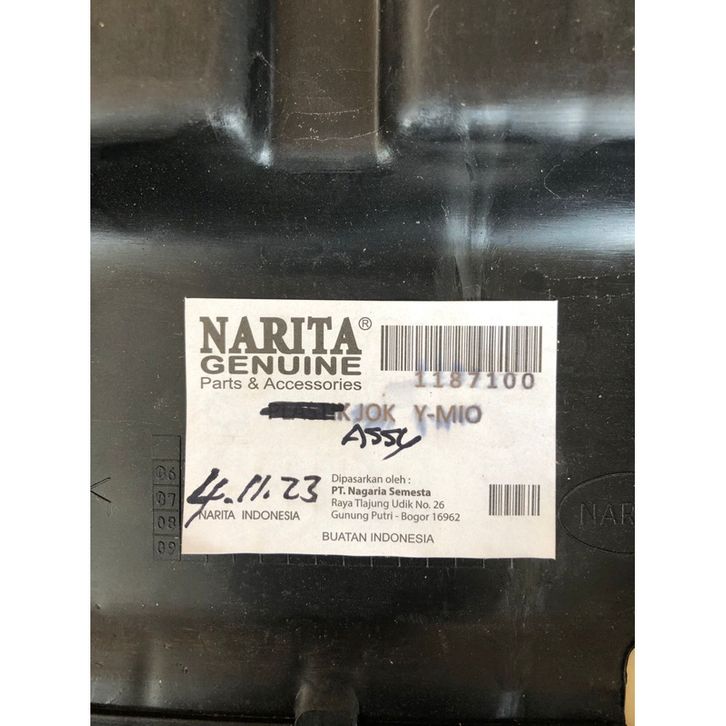 NARITA®
GENUINE
Parts & Accessories
1187100
JOK Y-MIO
ASSY
06
07
08
09
4.11.23
NARITA INDONESIA
Dipasarkan oleh :
PT. Nagaria Semesta
Raya Tlajung Udik No. 26
Gunung Putri - Bogor 16962
BUATAN INDONESIA